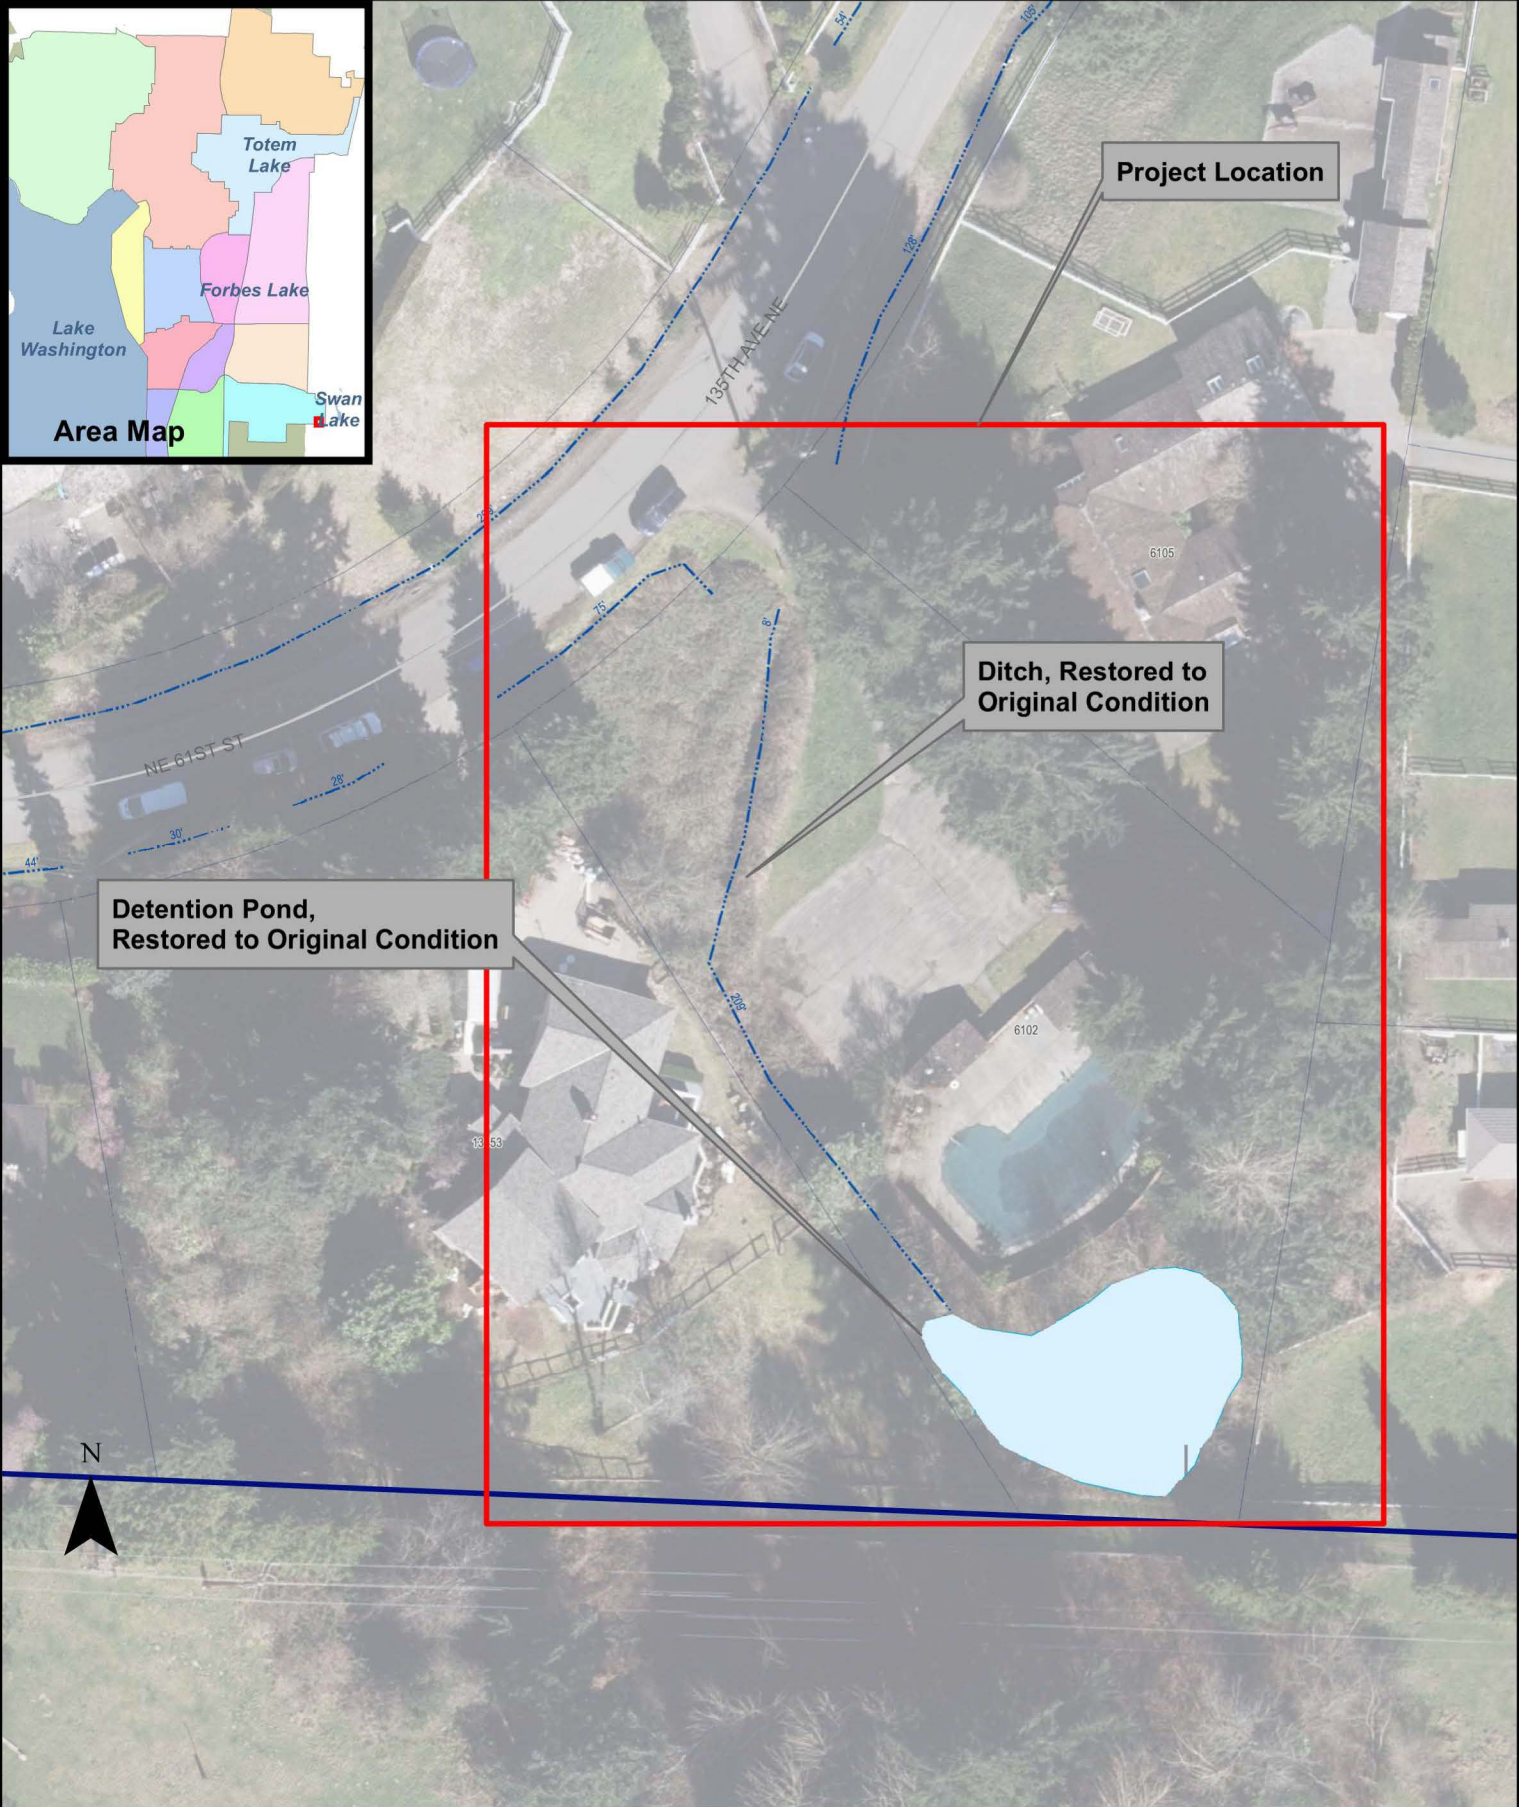 Totem
Lake
Forbes Lake
Lake
Washington
Swan
Lake
Area Map
54'
105'
Project Location
128'
135TH AVE NE
6105
75'
8'
Ditch, Restored to
Original Condition
NE 61ST ST
28'
30'
44'
Detention Pond,
Restored to Original Condition
209'
6102
N